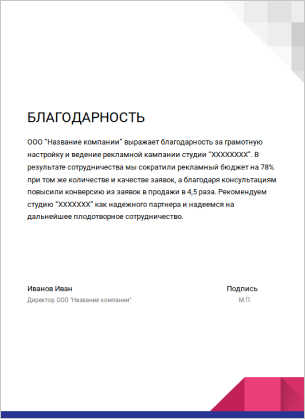 БЛАГОДАРНОСТЬ
ООО "Название компании" выражает благодарность за грамотную
настройку и ведение рекламной кампании студии "XXXXXXXX". В
результате сотрудничества мы сократили рекламный бюджет на 78%
при том же количестве и качестве заявок, а благодаря консультациям
повысили конверсию из заявок в продажи в 4,5 раза. Рекомендуем
студию "XXXXXXX" как надежного партнера и надеемся на
дальнейшее плодотворное сотрудничество.
Иванов Иван Подпись
Директор ООО "Название компании" М.П.